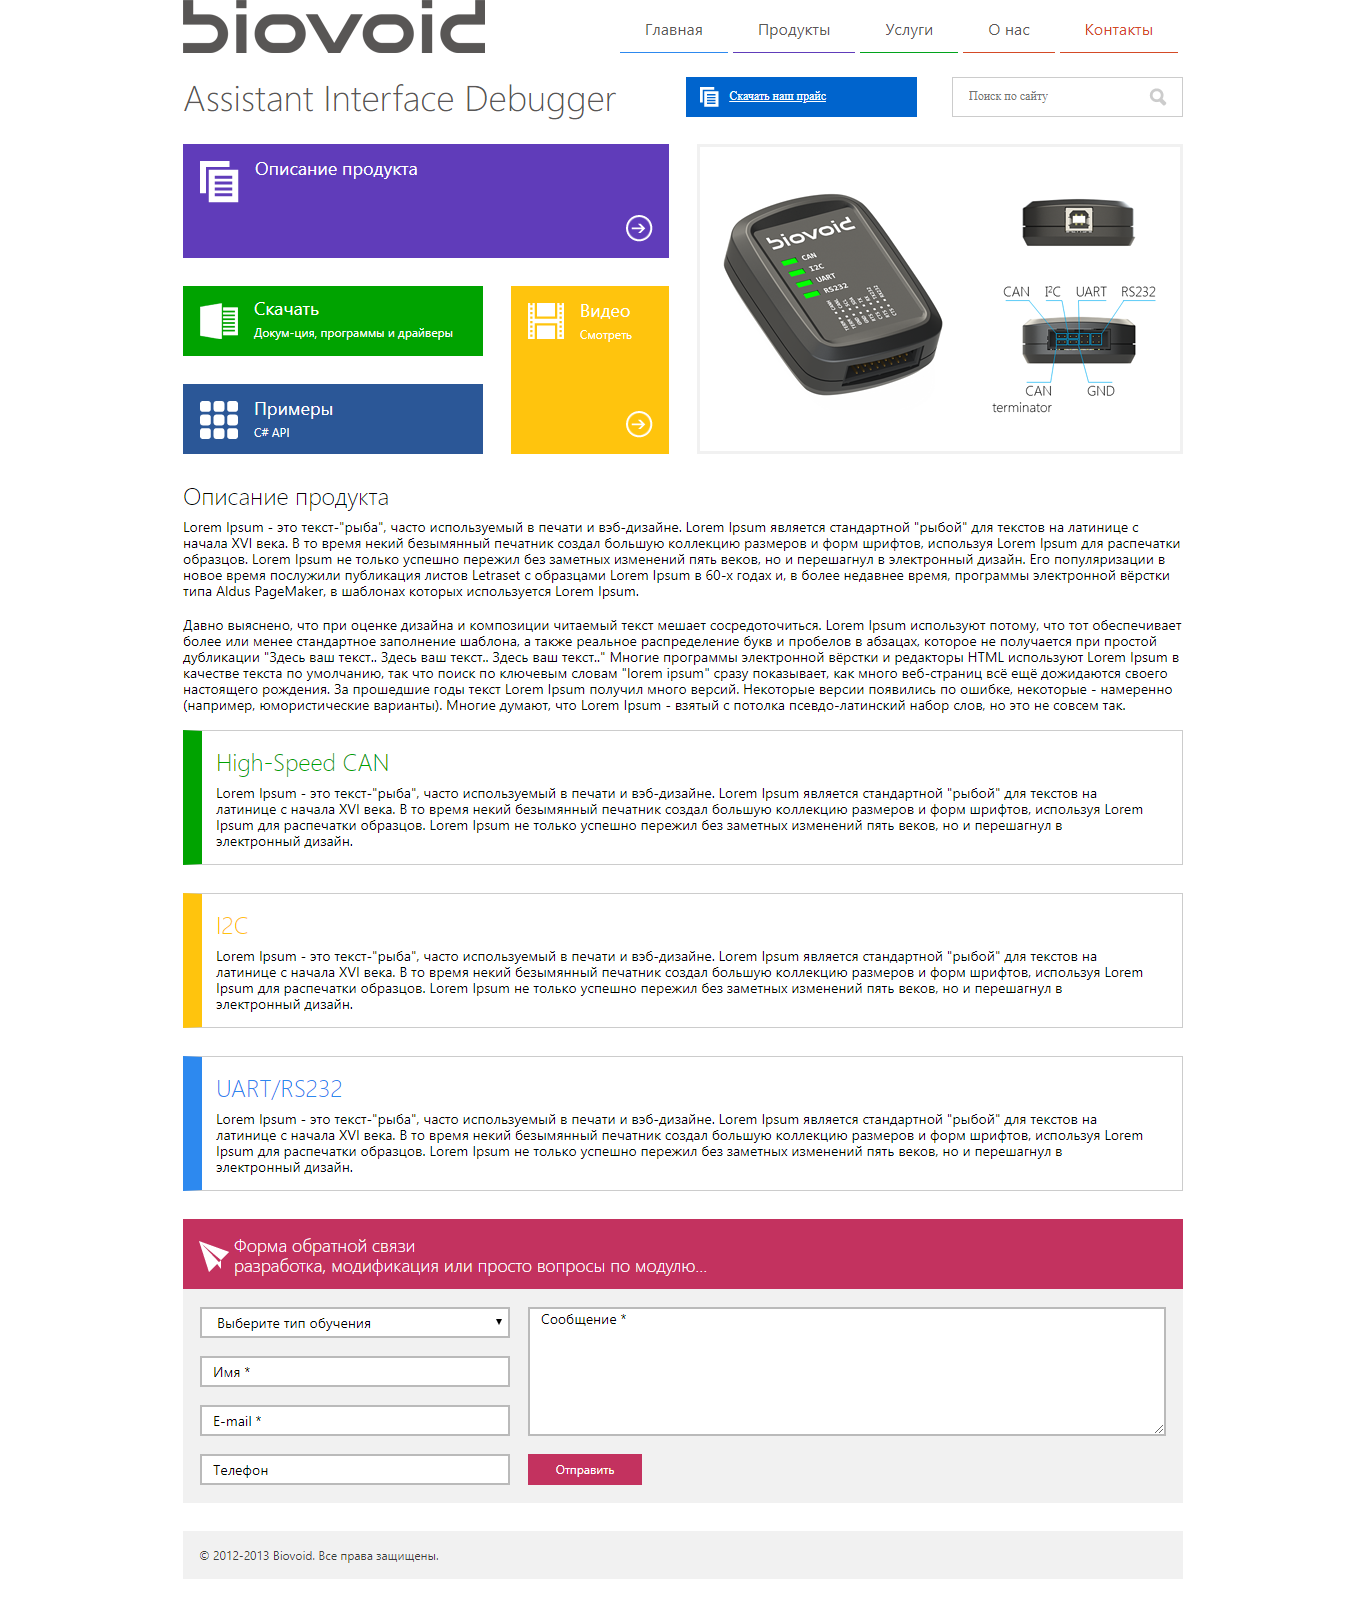 biovoid
Главная
Продукты
Услуги
О нас
Контакты
Assistant Interface Debugger
Скачать наш прайс
Поиск по сайту
Описание продукта
Скачать
Докум-ция, программы и драйверы
Видео
Смотреть
Примеры
C# API
biovoid
CAN
I2C
UART
RS232
CAN I²C UART RS232
CAN
terminator
GND
Описание продукта
Lorem Ipsum - это текст-"рыба", часто используемый в печати и вэб-дизайне. Lorem Ipsum является стандартной "рыбой" для текстов на латинице с
начала XVI века. В то время некий безымянный печатник создал большую коллекцию размеров и форм шрифтов, используя Lorem Ipsum для распечатки
образцов. Lorem Ipsum не только успешно пережил без заметных изменений пять веков, но и перешагнул в электронный дизайн. Его популяризации в
новое время послужили публикация листов Letraset с образцами Lorem Ipsum в 60-х годах и, в более недавнее время, программы электронной вёрстки
типа Aldus PageMaker, в шаблонах которых используется Lorem Ipsum.
Давно выяснено, что при оценке дизайна и композиции читаемый текст мешает сосредоточиться. Lorem Ipsum используют потому, что тот обеспечивает
более или менее стандартное заполнение шаблона, а также реальное распределение букв и пробелов в абзацах, которое не получается при простой
дубликации "Здесь ваш текст.. Здесь ваш текст.. Здесь ваш текст.." Многие программы электронной вёрстки и редакторы HTML используют Lorem Ipsum в
качестве текста по умолчанию, так что поиск по ключевым словам "lorem ipsum" сразу показывает, как много веб-страниц всё ещё дожидаются своего
настоящего рождения. За прошедшие годы текст Lorem Ipsum получил много версий. Некоторые версии появились по ошибке, некоторые - намеренно
(например, юмористические варианты). Многие думают, что Lorem Ipsum - взятый с потолка псевдо-латинский набор слов, но это не совсем так.
High-Speed CAN
Lorem Ipsum - это текст-"рыба", часто используемый в печати и вэб-дизайне. Lorem Ipsum является стандартной "рыбой" для текстов на
латинице с начала XVI века. В то время некий безымянный печатник создал большую коллекцию размеров и форм шрифтов, используя Lorem
Ipsum для распечатки образцов. Lorem Ipsum не только успешно пережил без заметных изменений пять веков, но и перешагнул в
электронный дизайн.
I2C
Lorem Ipsum - это текст-"рыба", часто используемый в печати и вэб-дизайне. Lorem Ipsum является стандартной "рыбой" для текстов на
латинице с начала XVI века. В то время некий безымянный печатник создал большую коллекцию размеров и форм шрифтов, используя Lorem
Ipsum для распечатки образцов. Lorem Ipsum не только успешно пережил без заметных изменений пять веков, но и перешагнул в
электронный дизайн.
UART/RS232
Lorem Ipsum - это текст-"рыба", часто используемый в печати и вэб-дизайне. Lorem Ipsum является стандартной "рыбой" для текстов на
латинице с начала XVI века. В то время некий безымянный печатник создал большую коллекцию размеров и форм шрифтов, используя Lorem
Ipsum для распечатки образцов. Lorem Ipsum не только успешно пережил без заметных изменений пять веков, но и перешагнул в
электронный дизайн.
Форма обратной связи
разработка, модификация или просто вопросы по модулю...
Выберите тип обучения
Имя *
E-mail *
Телефон
Сообщение *
Отправить
© 2012-2013 Biovoid. Все права защищены.